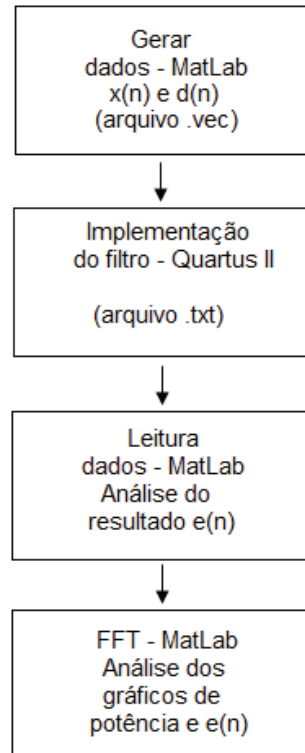 Gerar
dados - MatLab
x(n) e d(n)
(arquivo .vec)
Implementação
do filtro - Quartus II
(arquivo .txt)
Leitura
dados - MatLab
Análise do
resultado e(n)
FFT - MatLab
Análise dos
gráficos de
potência e e(n)